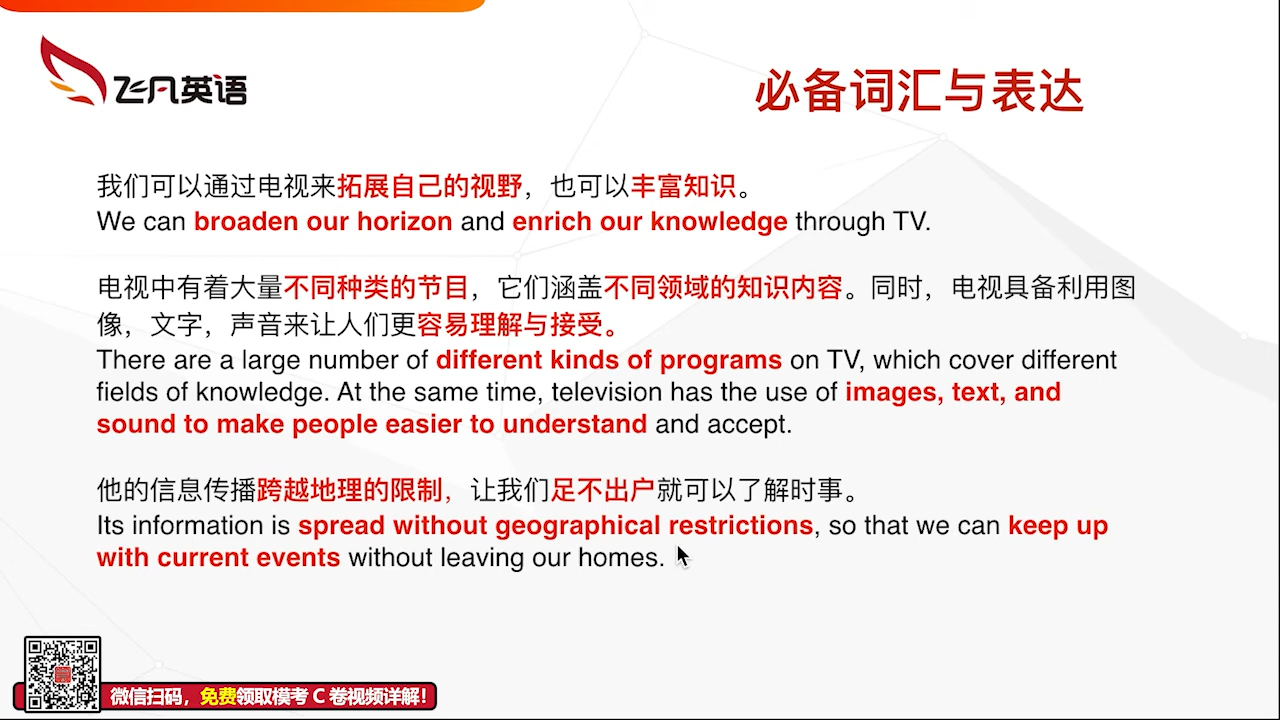 飞凡英语
必备词汇与表达
我们可以通过电视来拓展自己的视野，也可以丰富知识。
We can broaden our horizon and enrich our knowledge through TV.
电视中有着大量不同种类的节目，它们涵盖不同领域的知识内容。同时，电视具备利用图
像，文字，声音来让人们更容易理解与接受。
There are a large number of different kinds of programs on TV, which cover different
fields of knowledge. At the same time, television has the use of images, text, and
sound to make people easier to understand and accept.
他的信息传播跨越地理的限制，让我们足不出户就可以了解时事。
Its information is spread without geographical restrictions, so that we can keep up
with current events without leaving our homes.
微信扫码，免费领取模考 C 卷视频详解！